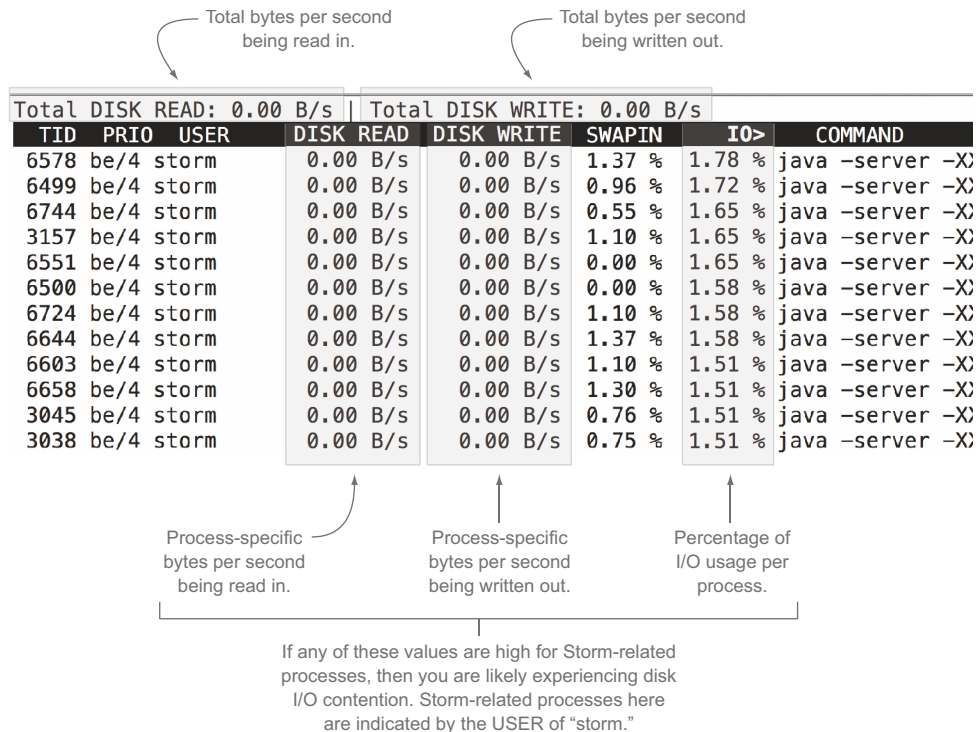 Total bytes per second
being read in.
Total bytes per second
being written out.
Total DISK READ: 0.00 B/s | Total DISK WRITE: 0.00 B/s
TID PRIO USER DISK READ DISK WRITE SWAPIN IO> COMMAND
6578 be/4 storm 0.00 B/s 0.00 B/s 1.37 % 1.78 % java -server -XX
6499 be/4 storm 0.00 B/s 0.00 B/s 0.96 % 1.72 % java -server -XX
6744 be/4 storm 0.00 B/s 0.00 B/s 0.55 % 1.65 % java -server -XX
3157 be/4 storm 0.00 B/s 0.00 B/s 1.10 % 1.65 % java -server -XX
6551 be/4 storm 0.00 B/s 0.00 B/s 0.00 % 1.65 % java -server -XX
6500 be/4 storm 0.00 B/s 0.00 B/s 0.00 % 1.58 % java -server -XX
6724 be/4 storm 0.00 B/s 0.00 B/s 1.10 % 1.58 % java -server -XX
6644 be/4 storm 0.00 B/s 0.00 B/s 1.37 % 1.58 % java -server -XX
6603 be/4 storm 0.00 B/s 0.00 B/s 1.10 % 1.51 % java -server -XX
6658 be/4 storm 0.00 B/s 0.00 B/s 1.30 % 1.51 % java -server -XX
3045 be/4 storm 0.00 B/s 0.00 B/s 0.76 % 1.51 % java -server -XX
3038 be/4 storm 0.00 B/s 0.00 B/s 0.75 % 1.51 % java -server -XX
Process-specific
bytes per second
being read in.
Process-specific
bytes per second
being written out.
Percentage of
I/O usage per
process.
If any of these values are high for Storm-related
processes, then you are likely experiencing disk
I/O contention. Storm-related processes here
are indicated by the USER of “storm.”